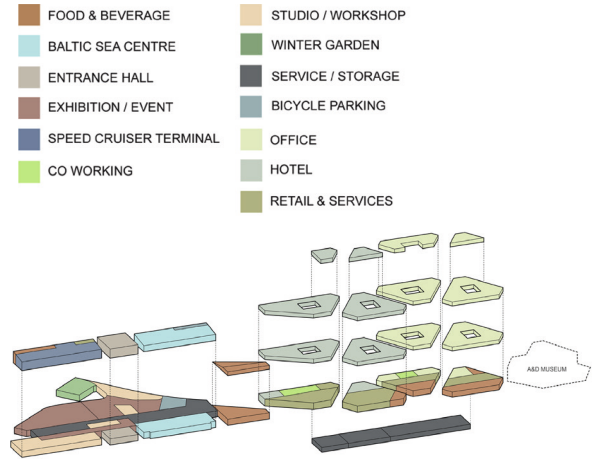 FOOD & BEVERAGE
BALTIC SEA CENTRE
ENTRANCE HALL
EXHIBITION / EVENT
SPEED CRUISER TERMINAL
CO WORKING
STUDIO / WORKSHOP
WINTER GARDEN
SERVICE / STORAGE
BICYCLE PARKING
OFFICE
HOTEL
RETAIL & SERVICES
A&D MUSEUM